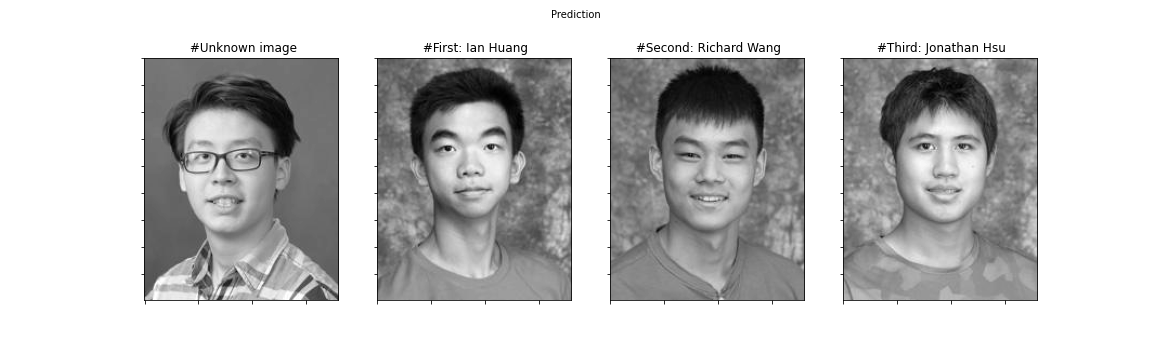 Prediction
#Unknown image
#First: Ian Huang
#Second: Richard Wang
#Third: Jonathan Hsu